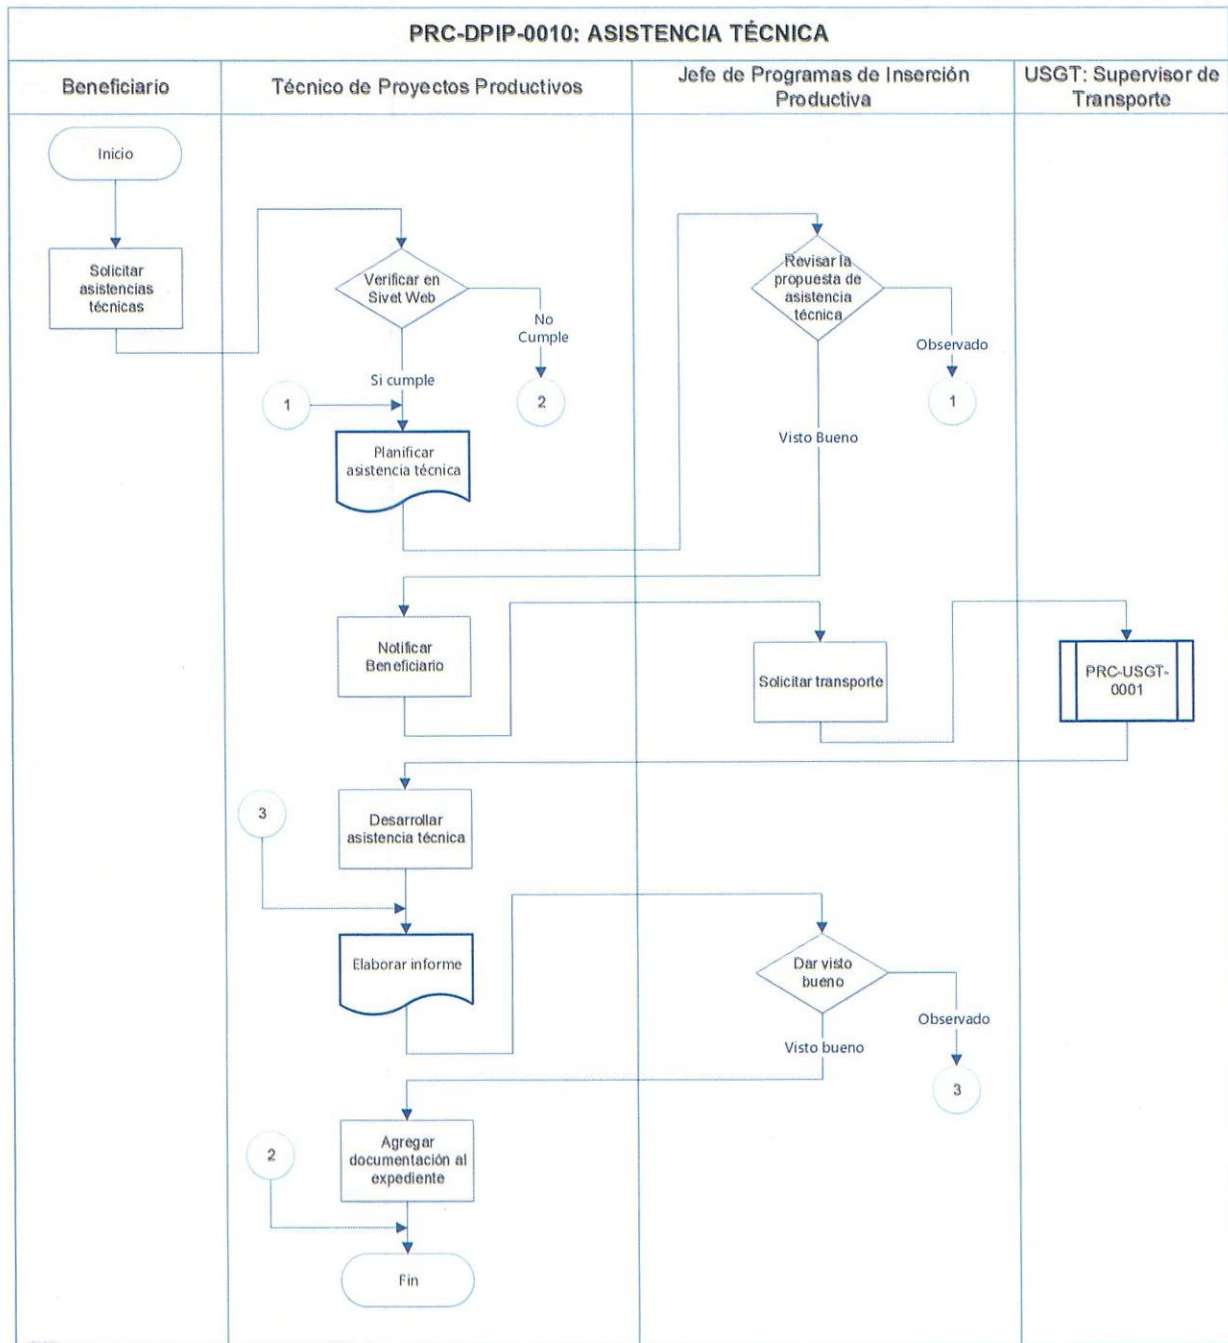 PRC-DPIP-0010: ASISTENCIA TÉCNICA
Beneficiario
Técnico de Proyectos Productivos
Jefe de Programas de Inserción
Productiva
USGT: Supervisor de
Transporte
Inicio
Solicitar
asistencias
técnicas
Verificar en
Sivet Web
No
Cumple
2
Si cumple
1
Planificar
asistencia técnica
Revisar la
propuesta de
asistencia
técnica
Observado
1
Visto Bueno
Notificar
Beneficiario
Solicitar transporte
PRC-USGT-
0001
Desarrollar
asistencia técnica
3
Elaborar informe
Dar visto
bueno
Observado
3
Visto bueno
Agregar
documentación al
expediente
2
Fin